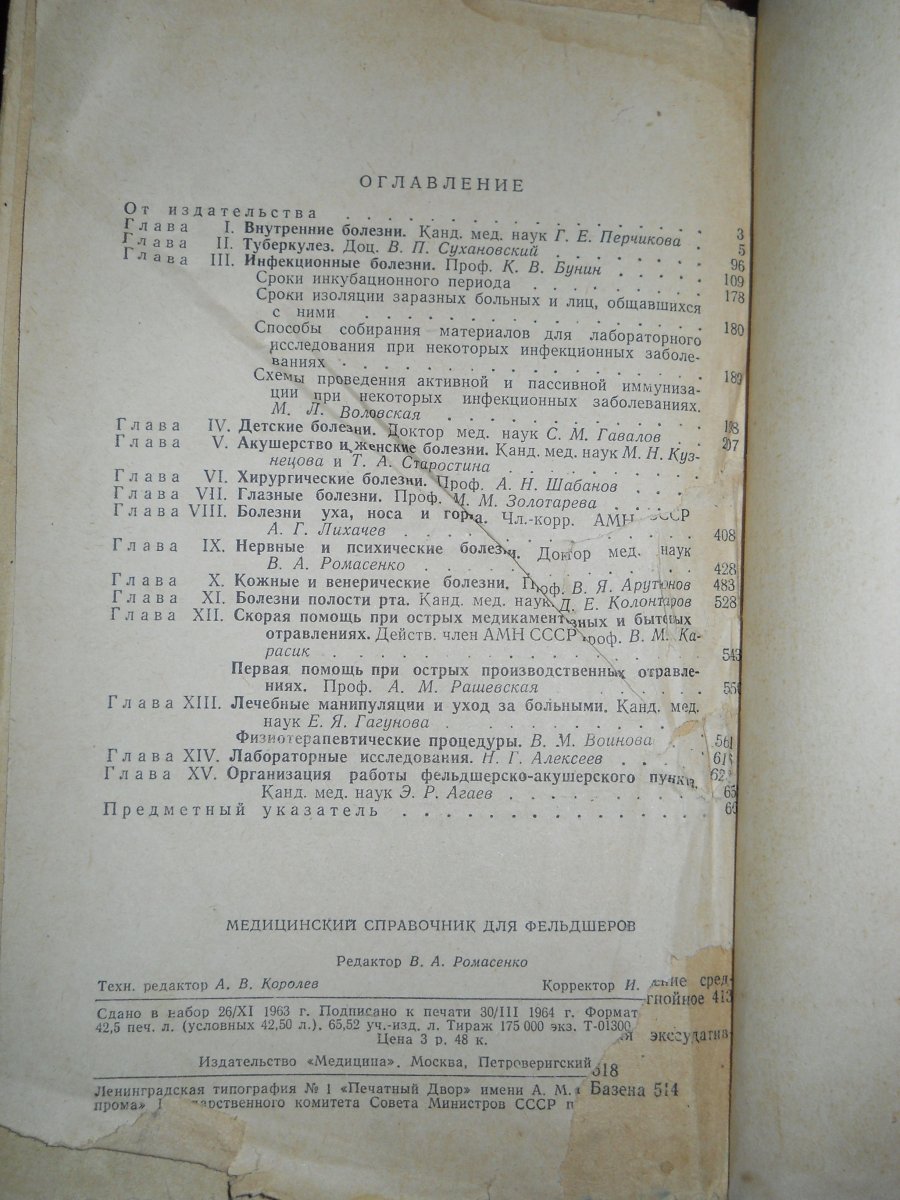 ОГЛАВЛЕНИЕ
От издательства . . . . . . . . . . . . . . . 3
Глава I. Внутренние болезни. Канд. мед. наук Г. Е. Перчикова . 5
Глава II. Туберкулез. Доц. В. П. Сухановский . . . . . . . . 96
Глава III. Инфекционные болезни. Проф. К. В. Бунин . . . . . 109
Сроки инкубационного периода . . . . . . . . . 178
Сроки изоляции заразных больных и лиц, общавшихся
с ними . . . . . . . . . . . . . . . 180
Способы собирания материалов для лабораторного
исследования при некоторых инфекционных заболе-
ваниях . . . . . . . . . . . . . . . 189
Схемы проведения активной и пассивной иммуниза-
ции при некоторых инфекционных заболеваниях.
М. Л. Воловская . . . . . . . . . . .
Глава IV. Детские болезни. Доктор мед. наук С. М. Гавалов . .
Глава V. Акушерство и женские болезни. Канд. мед. наук М. Н. Куз-
нецова и Т. А. Старостина . . . . . . . .
Глава VI. Хирургические болезни. Проф. А. Н. Шабанов . . .
Глава VII. Глазные болезни. Проф. М. М. Золотарева . . .
Глава VIII. Болезни уха, носа и горла. Чл.-корр. АМН СССР
А. Г. Лихачев . . . . . . . . . . . . 408
Глава IX. Нервные и психические болезни. Доктор мед. наук
В. А. Ромасенко . . . . . . . . . . . 428
Глава X. Кожные и венерические болезни. Проф. В. Я. Арутюнов 483
Глава XI. Болезни полости рта. Канд. мед. наук Д. Е. Колонтаров 528
Глава XII. Скорая помощь при острых медикаментозных и бытовых
отравлениях. Действ. член АМН СССР проф. В. М. Ка-
расик . . . . . . . . . . . . . . . 543
Первая помощь при острых производственных отравле-
ниях. Проф. А. М. Рашевская . . . . . .
Глава XIII. Лечебные манипуляции и уход за больными. Канд. мед.
наук Е. Я. Гагунова . . . . . . . . . . 561
Физиотерапевтические процедуры. В. М. Воинова . .
Глава XIV. Лабораторные исследования. Н. Г. Алексеев . . .
Глава XV. Организация работы фельдшерско-акушерского пункта.
Канд. мед. наук Э. Р. Агаев . . . . . . . .
Предметный указатель . . . . . . . . . . . .
МЕДИЦИНСКИЙ СПРАВОЧНИК ДЛЯ ФЕЛЬДШЕРОВ
Редактор В. А. Ромасенко
Техн. редактор А. В. Королев Корректор И.
Сдано в набор 26/XI 1963 г. Подписано к печати 30/III 1964 г. Формат
42,5 печ. л. (условных 42,50 л.). 65,52 уч.-изд. л. Тираж 175 000 экз. Т-01300
Цена 3 р. 48 к.
Издательство «Медицина». Москва, Петроверигский
Ленинградская типография № 1 «Печатный Двор» имени А. М.
прома» Государственного комитета Совета Министров СССР п
сред-
гнойное 413
экссудатив-
618
Базена 514